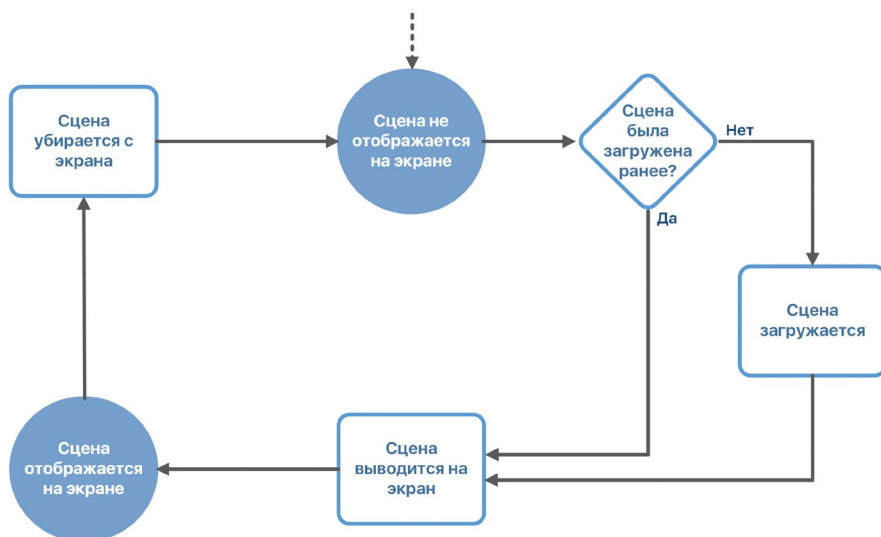 Сцена
убирается с
экрана
Сцена не
отображается
на экране
Сцена
была
загружена
ранее?
Нет
Да
Сцена
загружается
Сцена
выводится на
экран
Сцена
отображается
на экране